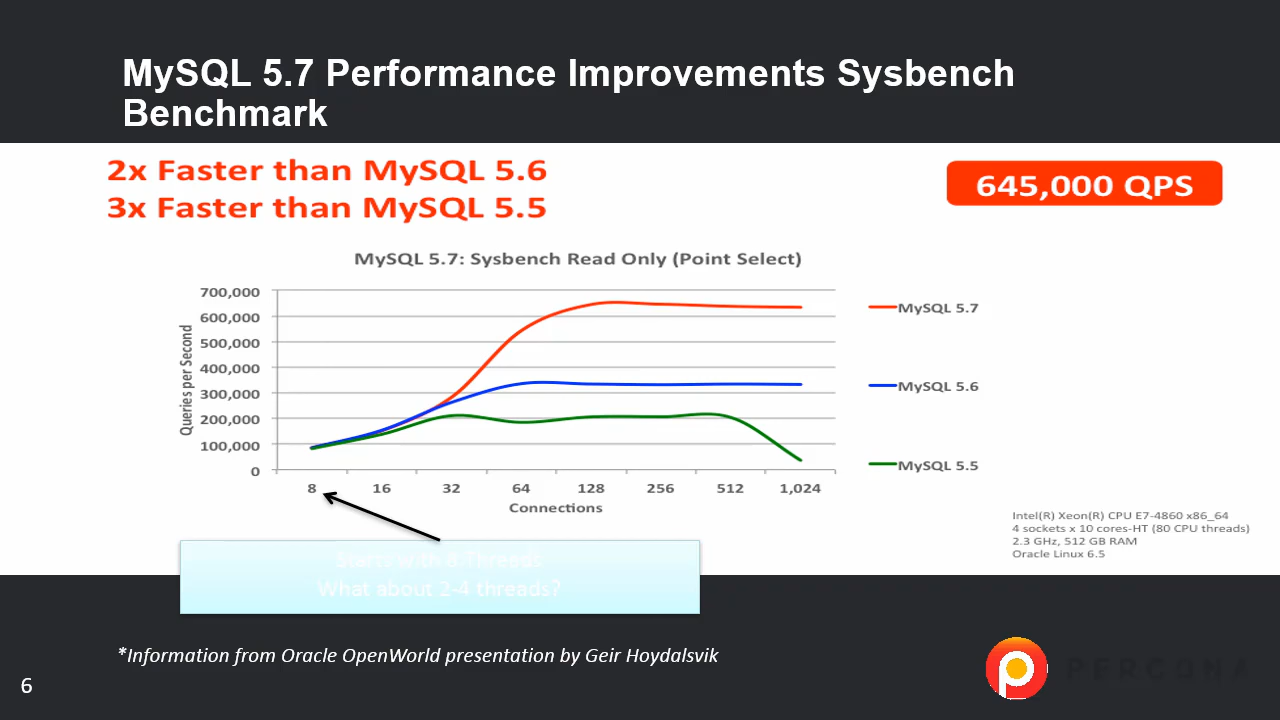 MySQL 5.7 Performance Improvements Sysbench
Benchmark
2x Faster than MySQL 5.6
3x Faster than MySQL 5.5
645,000 QPS
MySQL 5.7: Sysbench Read Only (Point Select)
Queries per Second
700,000
600,000
500,000
400,000
300,000
200,000
100,000
0
8 16 32 64 128 256 512 1,024
Connections
MySQL 5.7
MySQL 5.6
MySQL 5.5
Intel(R) Xeon(R) CPU E7-4860 x86_64
4 sockets x 10 cores-HT (80 CPU threads)
2.3 GHz, 512 GB RAM
Oracle Linux 6.5
Starts with 8 Threads
What about 2-4 threads?
*Information from Oracle OpenWorld presentation by Geir Hoydalsvik
6
PERCONA